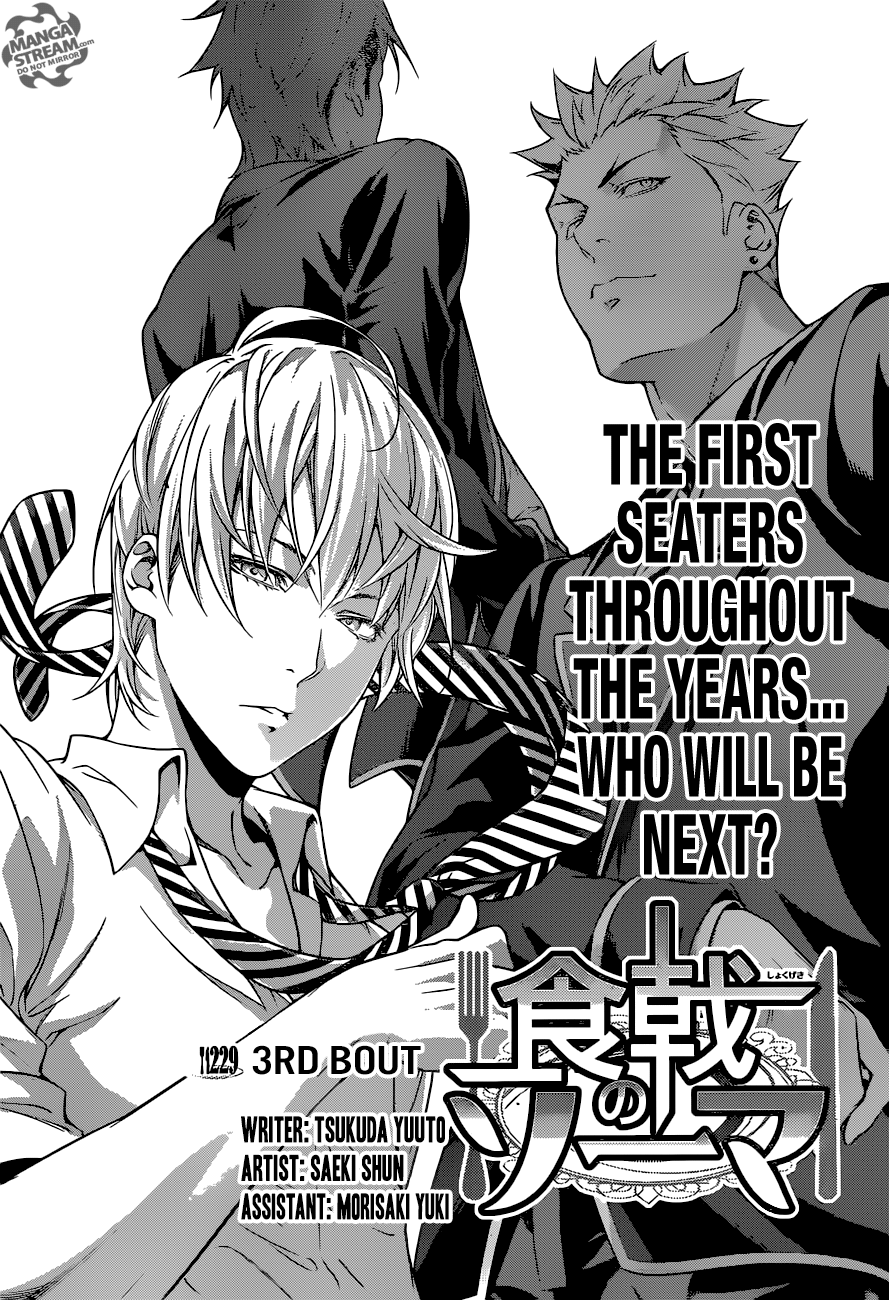 MANGA
STREAM.com
DO NOT MIRROR
THE FIRST
SEATERS
THROUGHOUT
THE YEARS...
WHO WILL BE
NEXT?
しょくげき
食戟
の
ソーマ
229 3RD BOUT
WRITER: TSUKUDA YUUTO
ARTIST: SAEKI SHUN
ASSISTANT: MORISAKI YUKI